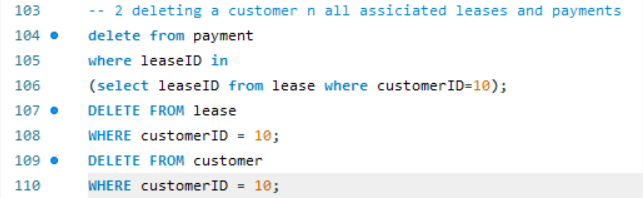 103 -- 2 deleting a customer n all assiciated leases and payments
104 delete from payment
105 where leaseID in
106 (select leaseID from lease where customerID=10);
107 DELETE FROM lease
108 WHERE customerID = 10;
109 DELETE FROM customer
110 WHERE customerID = 10;